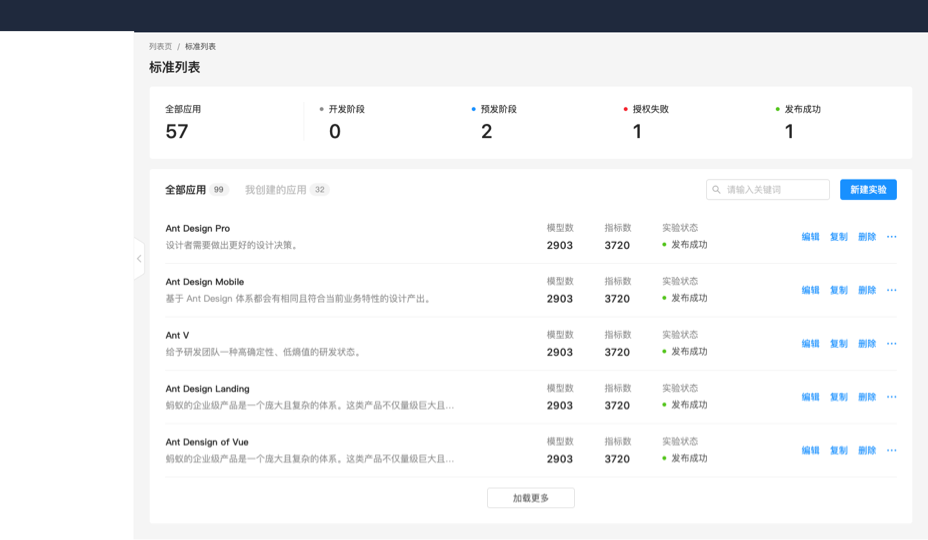 列表页 / 标准列表
标准列表
全部应用
57
开发阶段
0
预发阶段
2
授权失败
1
发布成功
1
全部应用 99 我创建的应用 32 请输入关键词 新建实验
Ant Design Pro
设计者需要做出更好的设计决策。
模型数
2903
指标数
3720
实验状态
发布成功
编辑 复制 删除 ···
Ant Design Mobile
基于 Ant Design 体系都会有相同且符合当前业务特性的设计产出。
模型数
2903
指标数
3720
实验状态
发布成功
编辑 复制 删除 ···
Ant V
给予研发团队一种高确定性、低熵值的研发状态。
模型数
2903
指标数
3720
实验状态
发布成功
编辑 复制 删除 ···
Ant Design Landing
蚂蚁的企业级产品是一个庞大且复杂的体系。这类产品不仅量级巨大且...
模型数
2903
指标数
3720
实验状态
发布成功
编辑 复制 删除 ···
Ant Densign of Vue
蚂蚁的企业级产品是一个庞大且复杂的体系。这类产品不仅量级巨大且...
模型数
2903
指标数
3720
实验状态
发布成功
编辑 复制 删除 ···
加载更多